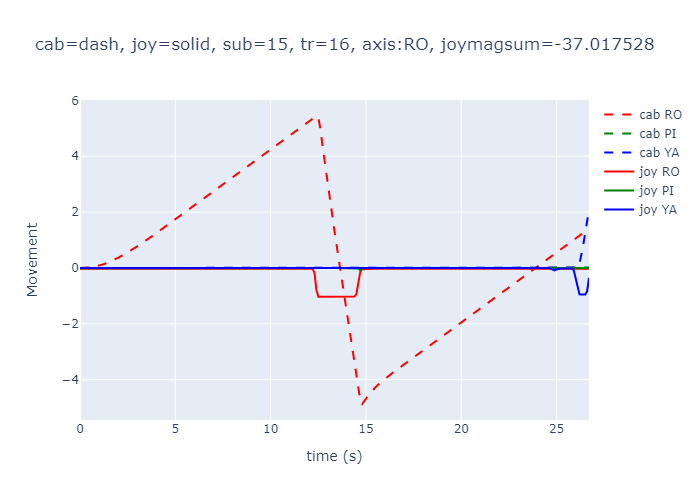 cab=dash, joy=solid, sub=15, tr=16, axis:RO, joymagsum=-37.017528
6
4
2
0
−2
−4
Movement
0
5
10
15
20
25
time (s)
cab RO
cab PI
cab YA
joy RO
joy PI
joy YA